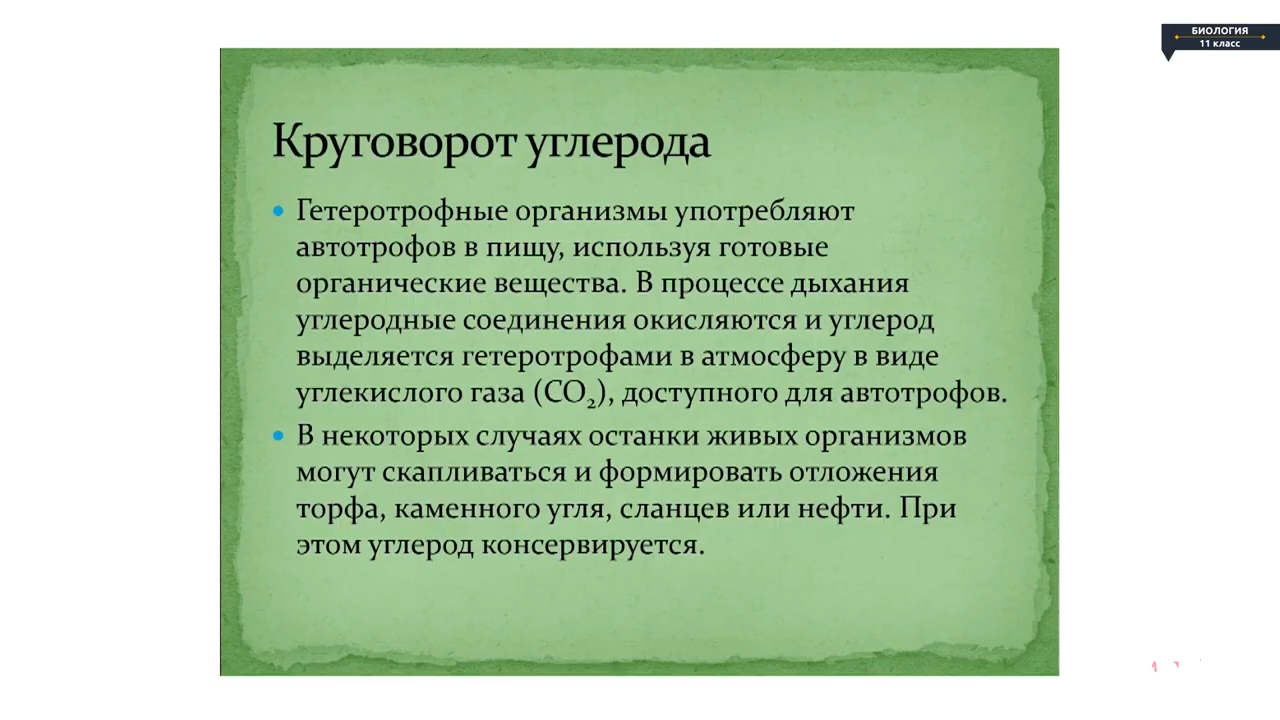 БИОЛОГИЯ
11 класс
Круговорот углерода
• Гетеротрофные организмы употребляют
автотрофов в пищу, используя готовые
органические вещества. В процессе дыхания
углеродные соединения окисляются и углерод
выделяется гетеротрофами в атмосферу в виде
углекислого газа (CO₂), доступного для автотрофов.
• В некоторых случаях останки живых организмов
могут скапливаться и формировать отложения
торфа, каменного угля, сланцев или нефти. При
этом углерод консервируется.